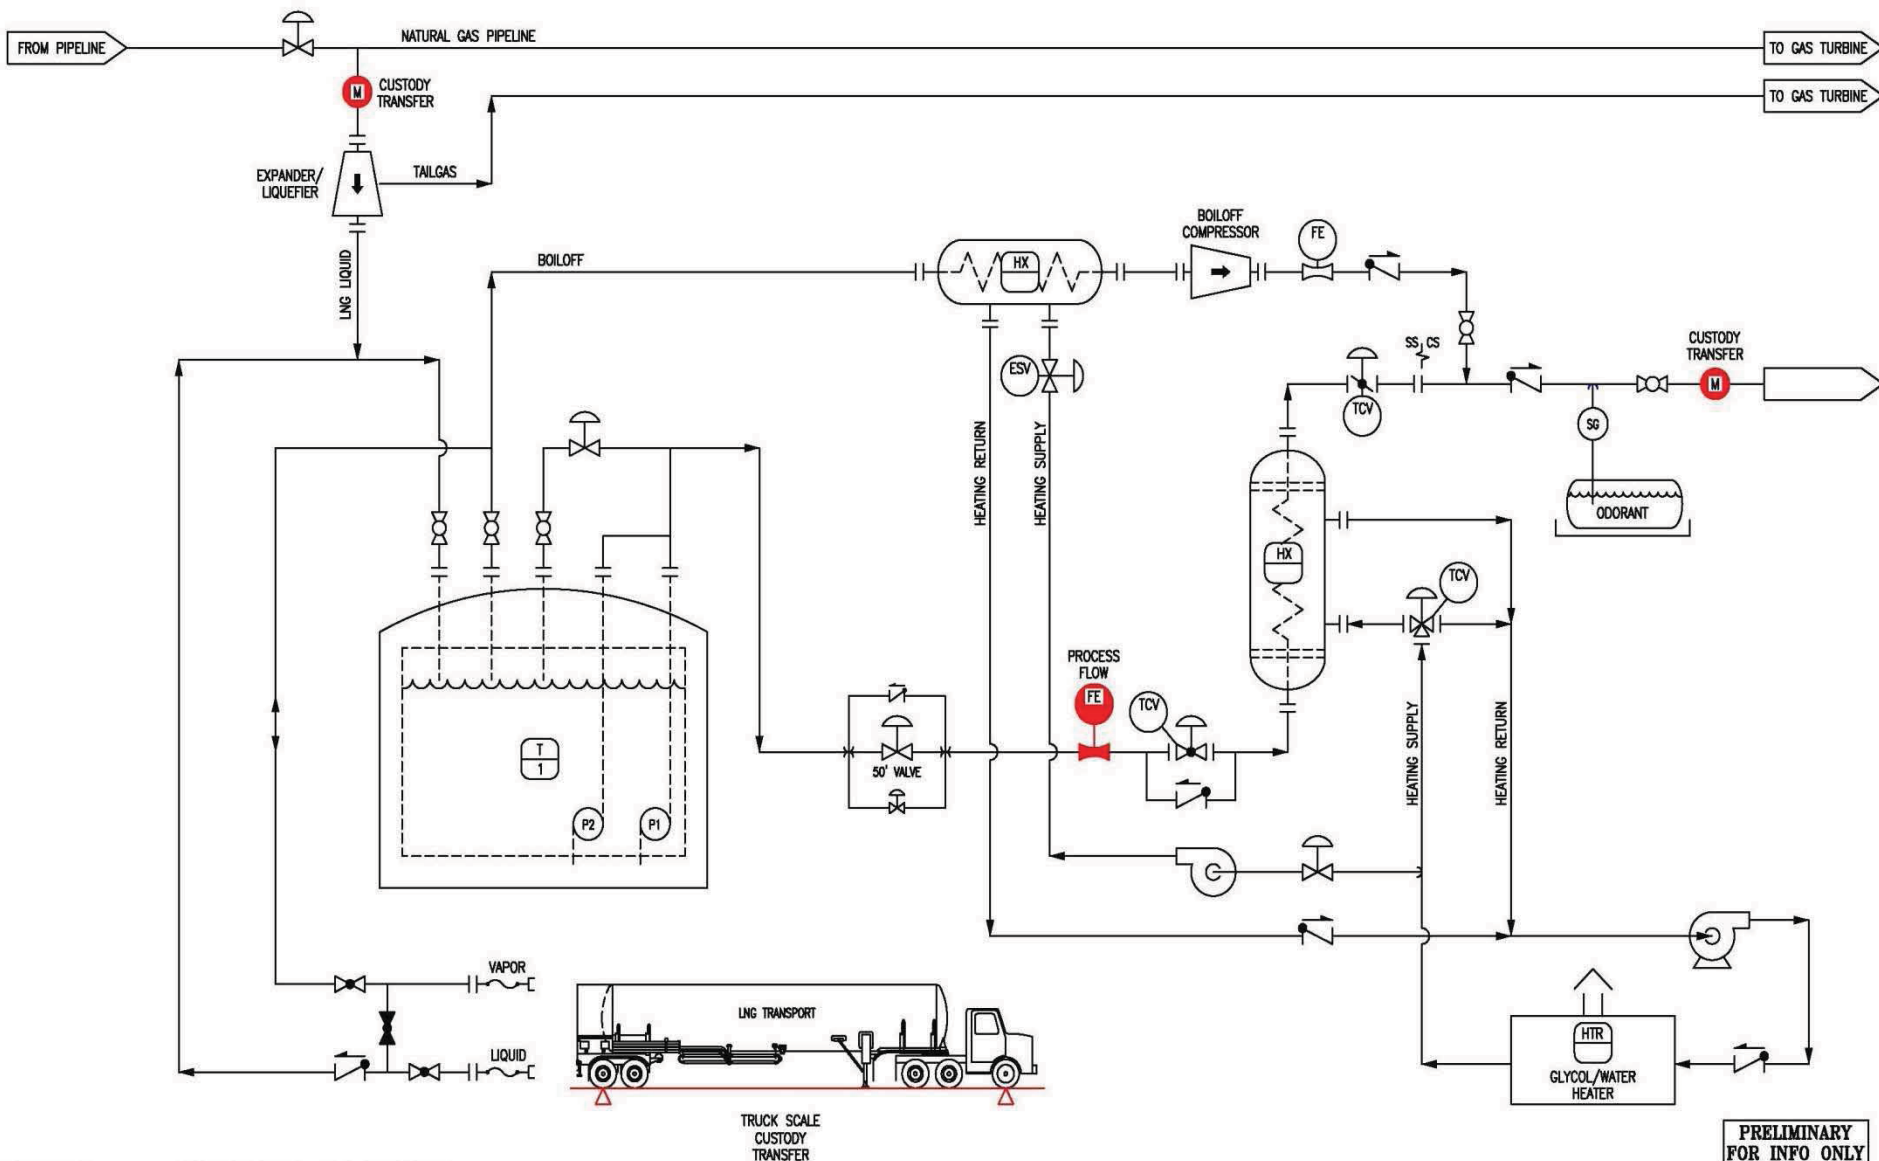 FROM PIPELINE
NATURAL GAS PIPELINE
TO GAS TURBINE
M
CUSTODY
TRANSFER
TO GAS TURBINE
EXPANDER/
LIQUEFIER
TAILGAS
LNG LIQUID
BOILOFF
HX
BOILOFF
COMPRESSOR
FE
ESV
HEATING RETURN
HEATING SUPPLY
TCV
SS
CS
CUSTODY
TRANSFER
M
SG
ODORANT
HX
TCV
PROCESS
FLOW
FE
TCV
50' VALVE
HEATING SUPPLY
HEATING RETURN
T
1
P2
P1
VAPOR
LIQUID
LNG TRANSPORT
TRUCK SCALE
CUSTODY
TRANSFER
HTR
GLYCOL/WATER
HEATER
PRELIMINARY
FOR INFO ONLY